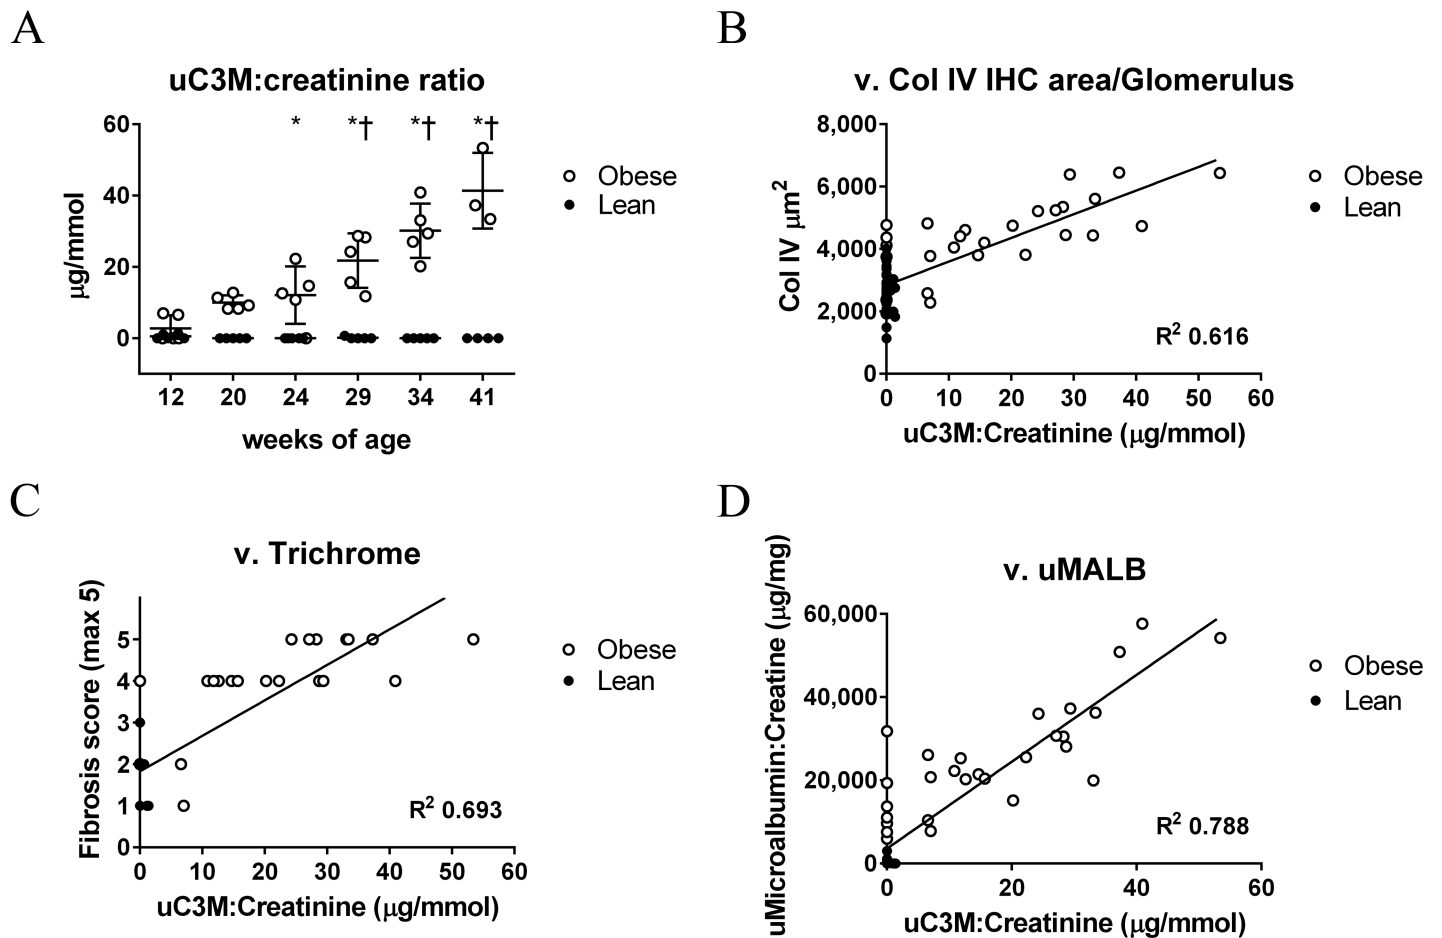 A
uC3M:creatinine ratio
* *† *† *†
60
40
20
0
μg/mmol
12 20 24 29 34 41
weeks of age
Obese
Lean
B
v. Col IV IHC area/Glomerulus
8,000
6,000
4,000
2,000
0
Col IV μm²
R² 0.616
0 10 20 30 40 50 60
uC3M:Creatinine (μg/mmol)
Obese
Lean
C
v. Trichrome
5
4
3
2
1
0
Fibrosis score (max 5)
R² 0.693
0 10 20 30 40 50 60
uC3M:Creatinine (μg/mmol)
Obese
Lean
D
v. uMALB
60,000
40,000
20,000
0
uMicroalbumin:Creatine (μg/mg)
R² 0.788
0 20 40 60
uC3M:Creatinine (μg/mmol)
Obese
Lean